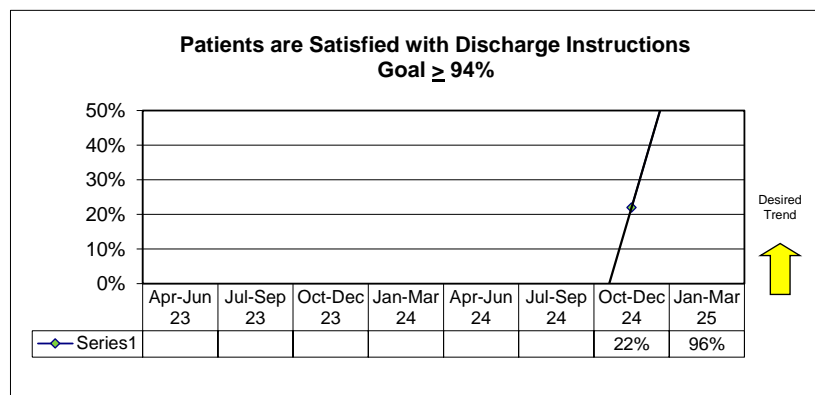 Patients are Satisfied with Discharge Instructions
Goal ≥ 94%
50%
40%
30%
20%
10%
0%
Desired
Trend
Apr-Jun Jul-Sep Oct-Dec Jan-Mar Apr-Jun Jul-Sep Oct-Dec Jan-Mar
23 23 23 24 24 24 24 25
Series1 22% 96%